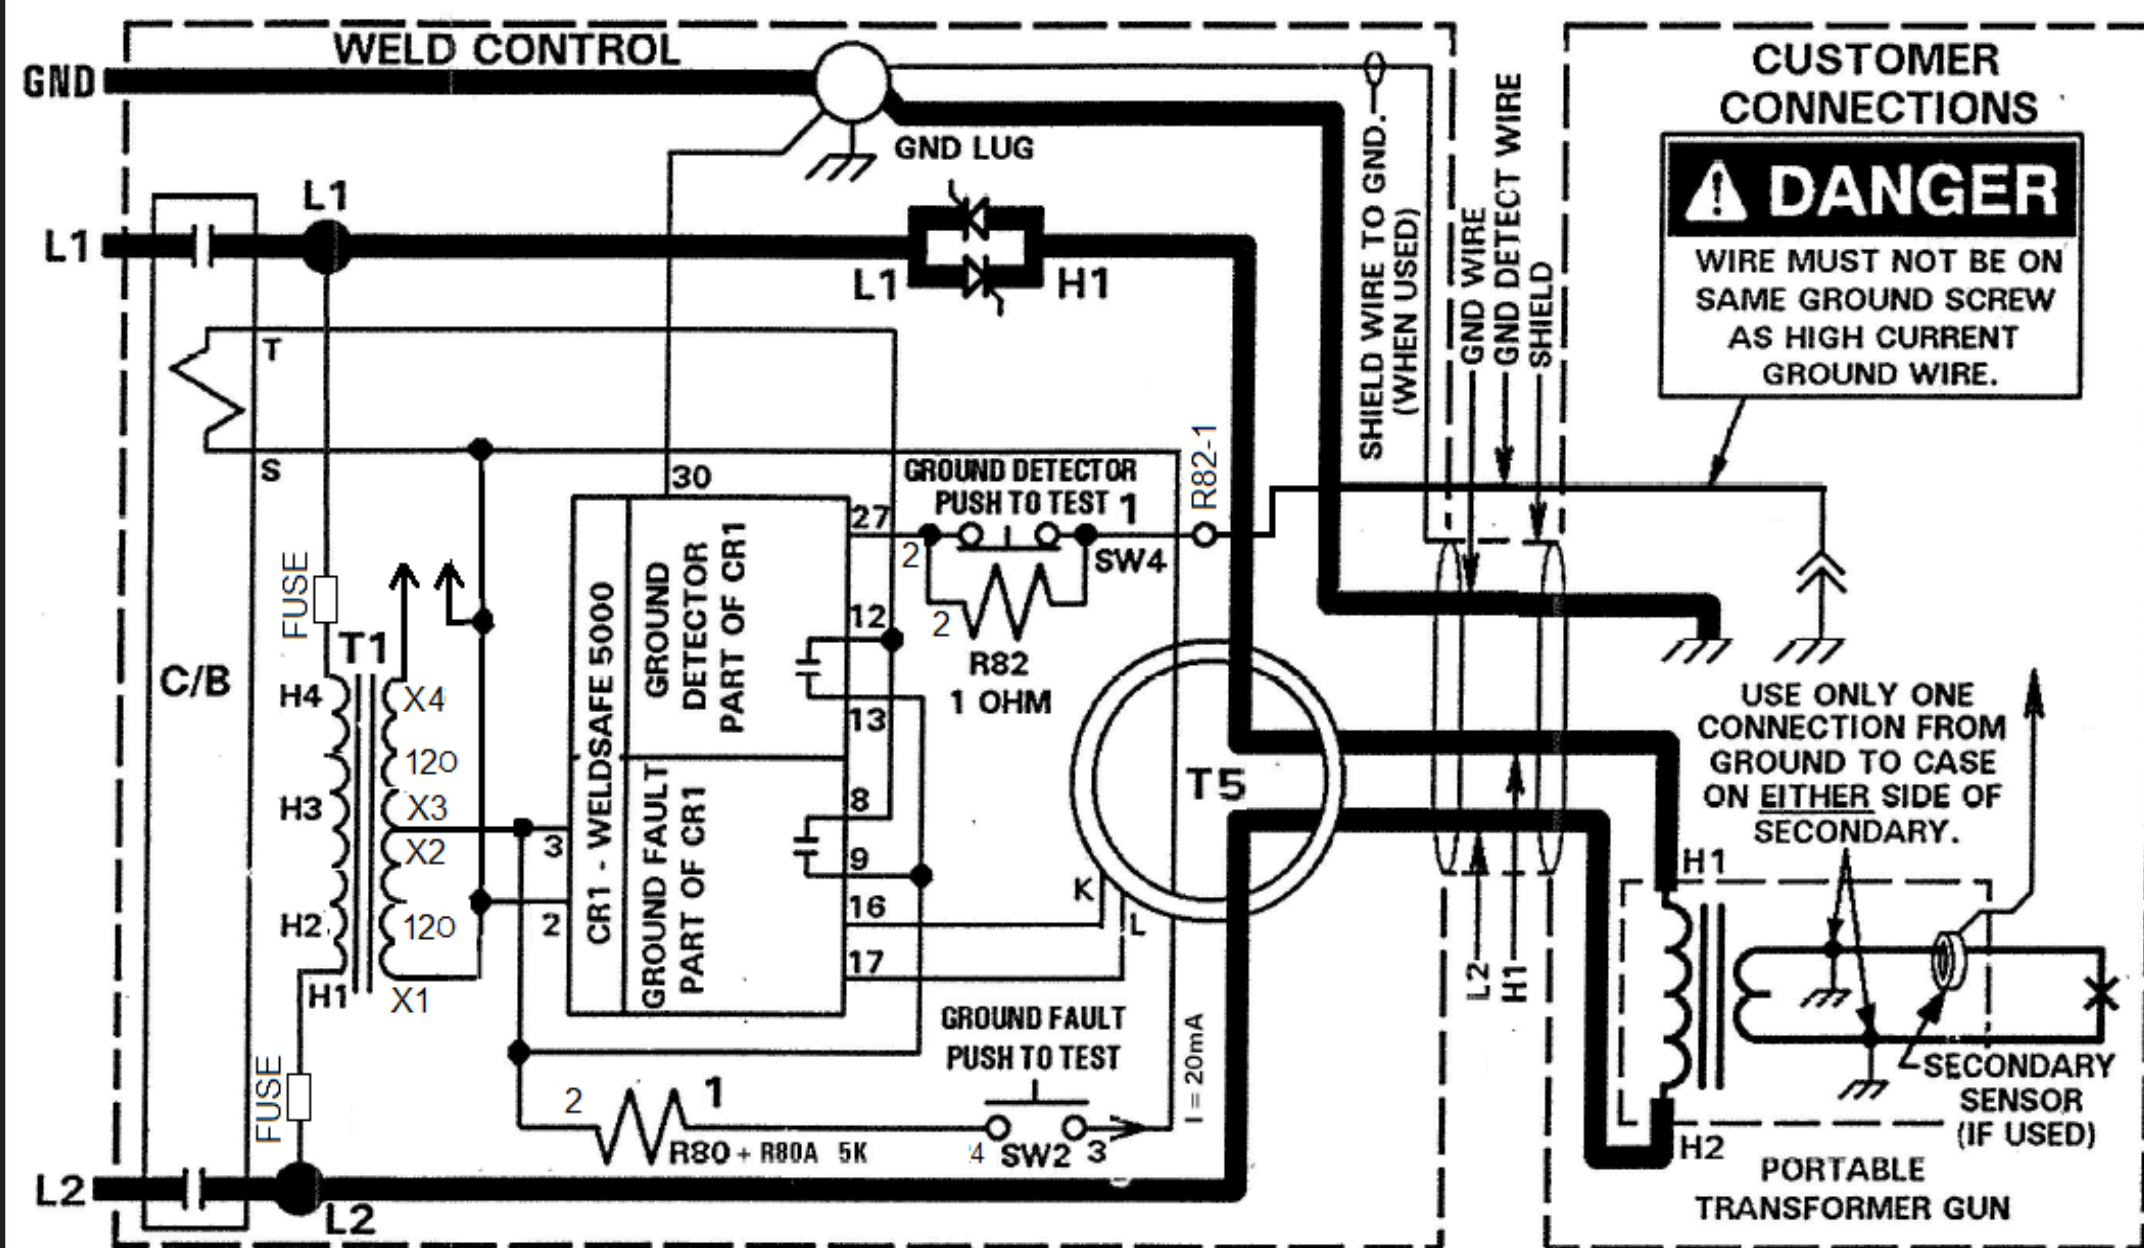 WELD CONTROL
GND
GND LUG
L1
L1
L1
H1
T
S
30
GROUND DETECTOR
PUSH TO TEST 1
27
2
SW4
2
R82
1 OHM
R82-1
12
13
8
9
16
17
3
2
CR1 - WELDSAFE 5000
GROUND
DETECTOR
PART OF CR1
GROUND FAULT
PART OF CR1
FUSE
T1
C/B
H4
X4
120
H3
X3
X2
H2
120
H1
X1
FUSE
T5
K
L
GROUND FAULT
PUSH TO TEST
2
1
R80 + R80A 5K
4 SW2 3
I = 20mA
L2
L2
SHIELD WIRE TO GND.
(WHEN USED)
GND WIRE
GND DETECT WIRE
SHIELD
L2
H1
CUSTOMER
CONNECTIONS
DANGER
WIRE MUST NOT BE ON
SAME GROUND SCREW
AS HIGH CURRENT
GROUND WIRE.
USE ONLY ONE
CONNECTION FROM
GROUND TO CASE
ON EITHER SIDE OF
SECONDARY.
H1
H2
SECONDARY
SENSOR
(IF USED)
PORTABLE
TRANSFORMER GUN